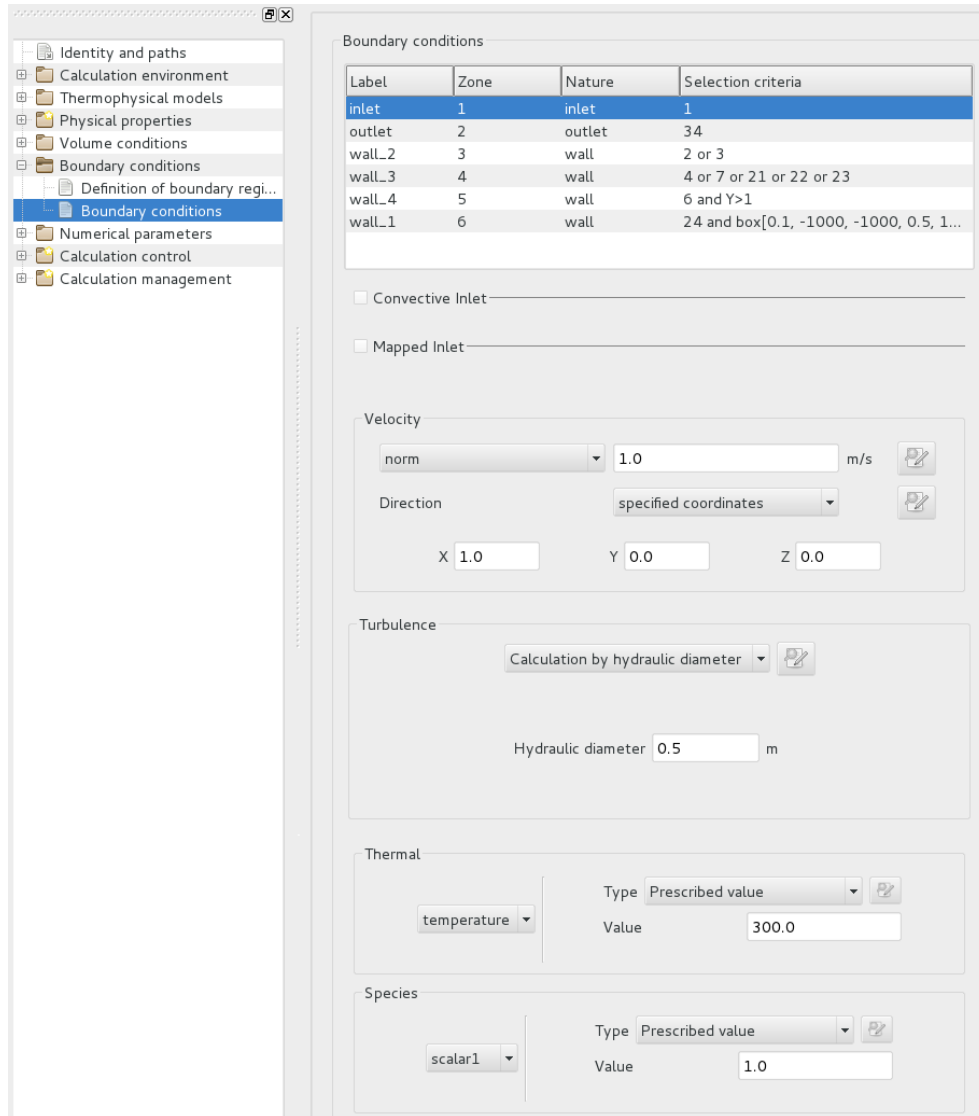 Identity and paths
Calculation environment
Thermophysical models
Physical properties
Volume conditions
Boundary conditions
Definition of boundary regi...
Boundary conditions
Numerical parameters
Calculation control
Calculation management
Boundary conditions
Label Zone Nature Selection criteria
inlet 1 inlet 1
outlet 2 outlet 34
wall_2 3 wall 2 or 3
wall_3 4 wall 4 or 7 or 21 or 22 or 23
wall_4 5 wall 6 and Y>1
wall_1 6 wall 24 and box[0.1, -1000, -1000, 0.5, 1...
Convective Inlet
Mapped Inlet
Velocity
norm 1.0 m/s
Direction specified coordinates
X 1.0 Y 0.0 Z 0.0
Turbulence
Calculation by hydraulic diameter
Hydraulic diameter 0.5 m
Thermal
temperature
Type Prescribed value
Value 300.0
Species
scalar1
Type Prescribed value
Value 1.0